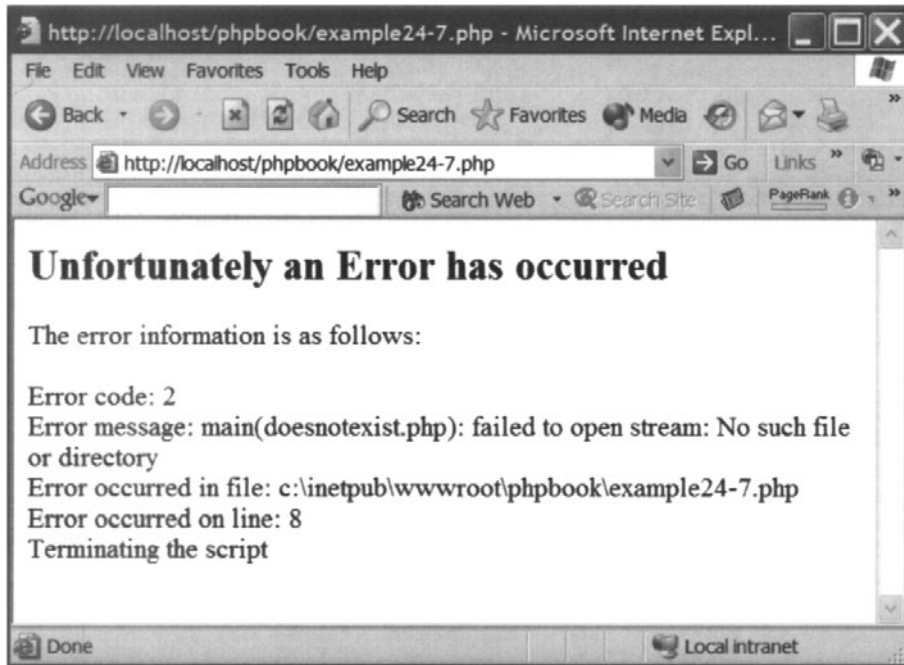 http://localhost/phpbook/example24-7.php - Microsoft Internet Expl...
File Edit View Favorites Tools Help
Back Search Favorites Media »
Address http://localhost/phpbook/example24-7.php Go Links »
Google Search Web Search Site PageRank »
Unfortunately an Error has occurred
The error information is as follows:
Error code: 2
Error message: main(doesnotexist.php): failed to open stream: No such file
or directory
Error occurred in file: c:\inetpub\wwwroot\phpbook\example24-7.php
Error occurred on line: 8
Terminating the script
Done Local intranet